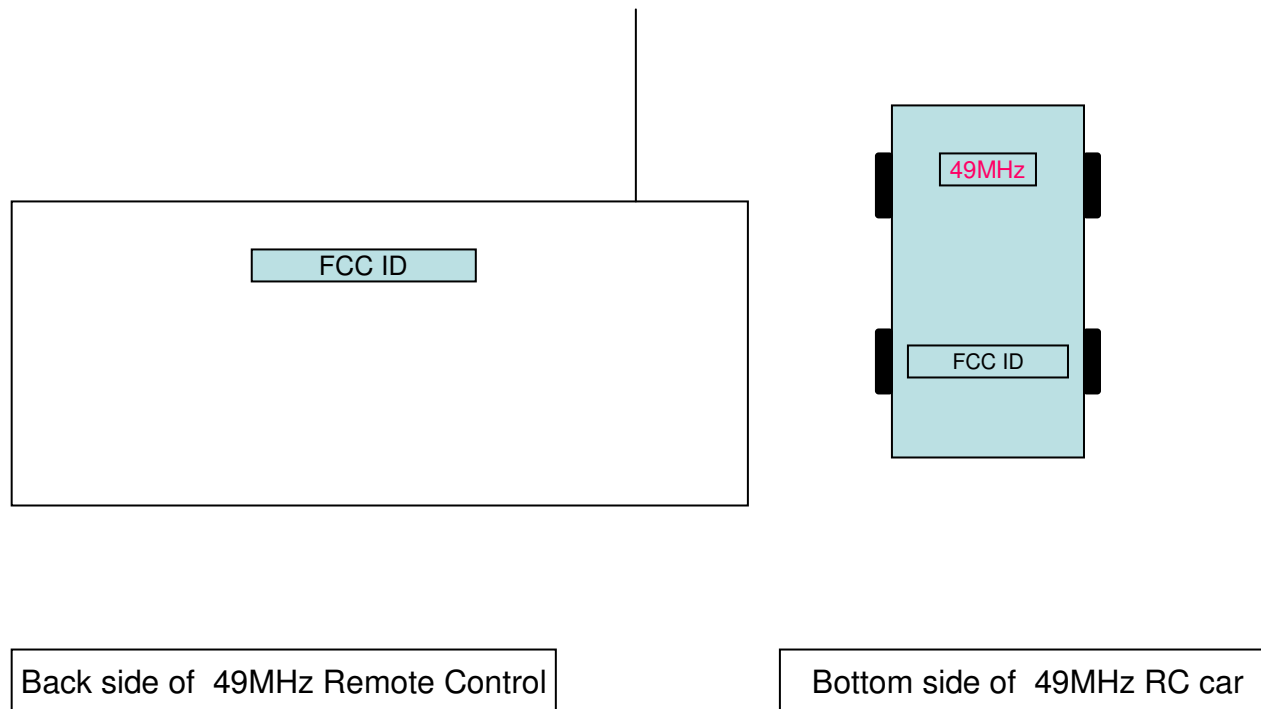 49MHz
FCC ID
FCC ID
Back side of  49MHz Remote Control
Bottom side of  49MHz RC car